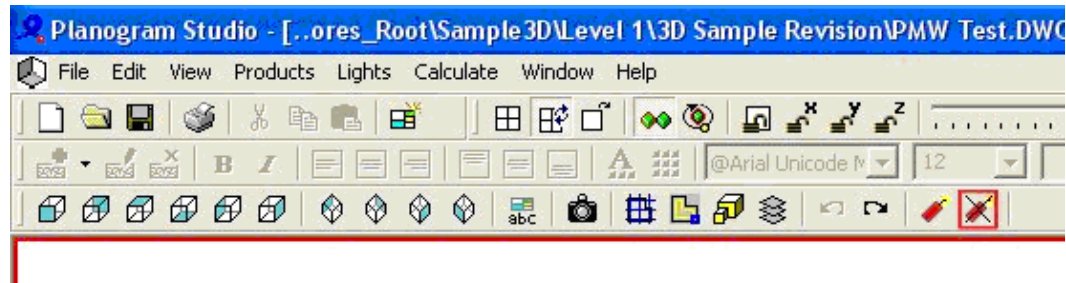 Planogram Studio - [..ores_Root\Sample3D\Level 1\3D Sample Revision\PMW Test.DWG
File Edit View Products Lights Calculate Window Help
x y z
B I A @Arial Unicode M 12
abc